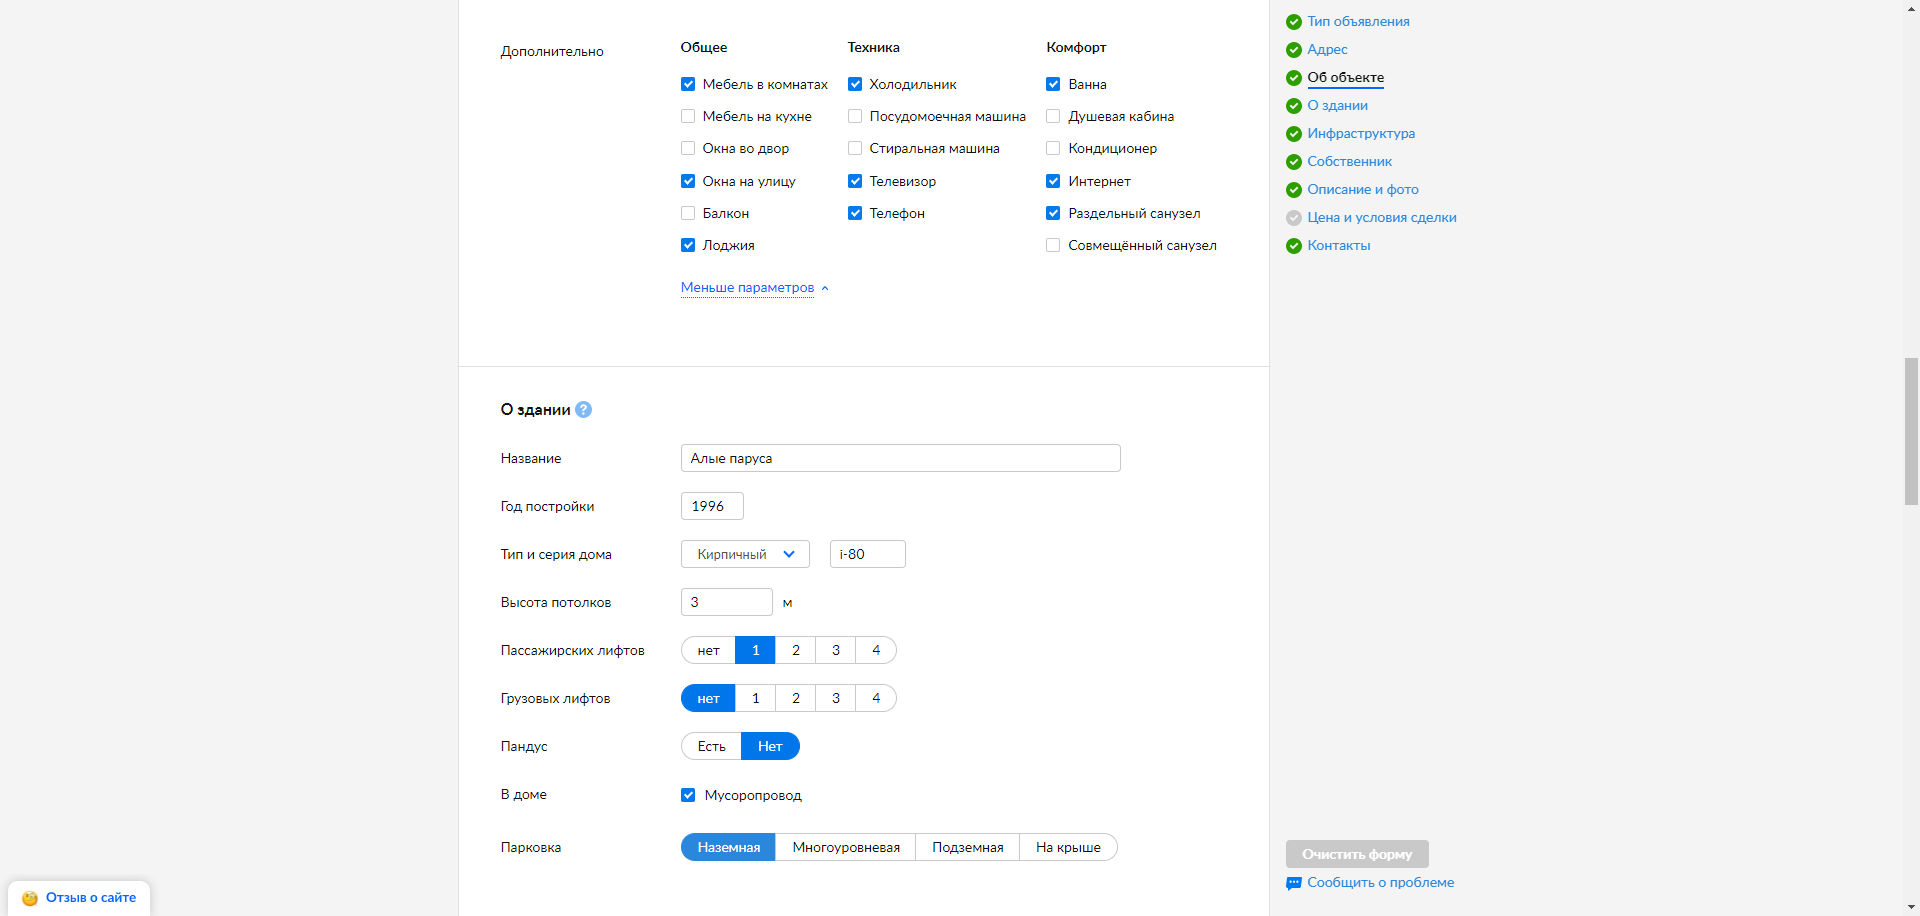 Дополнительно
Общее
Мебель в комнатах
Мебель на кухне
Окна во двор
Окна на улицу
Балкон
Лоджия
Техника
Холодильник
Посудомоечная машина
Стиральная машина
Телевизор
Телефон
Комфорт
Ванна
Душевая кабина
Кондиционер
Интернет
Раздельный санузел
Совмещённый санузел
Меньше параметров
О здании ?
Название Алые паруса
Год постройки 1996
Тип и серия дома Кирпичный i-80
Высота потолков 3 м
Пассажирских лифтов нет 1 2 3 4
Грузовых лифтов нет 1 2 3 4
Пандус Есть Нет
В доме Мусоропровод
Парковка Наземная Многоуровневая Подземная На крыше
Тип объявления
Адрес
Об объекте
О здании
Инфраструктура
Собственник
Описание и фото
Цена и условия сделки
Контакты
Очистить форму
Сообщить о проблеме
Отзыв о сайте